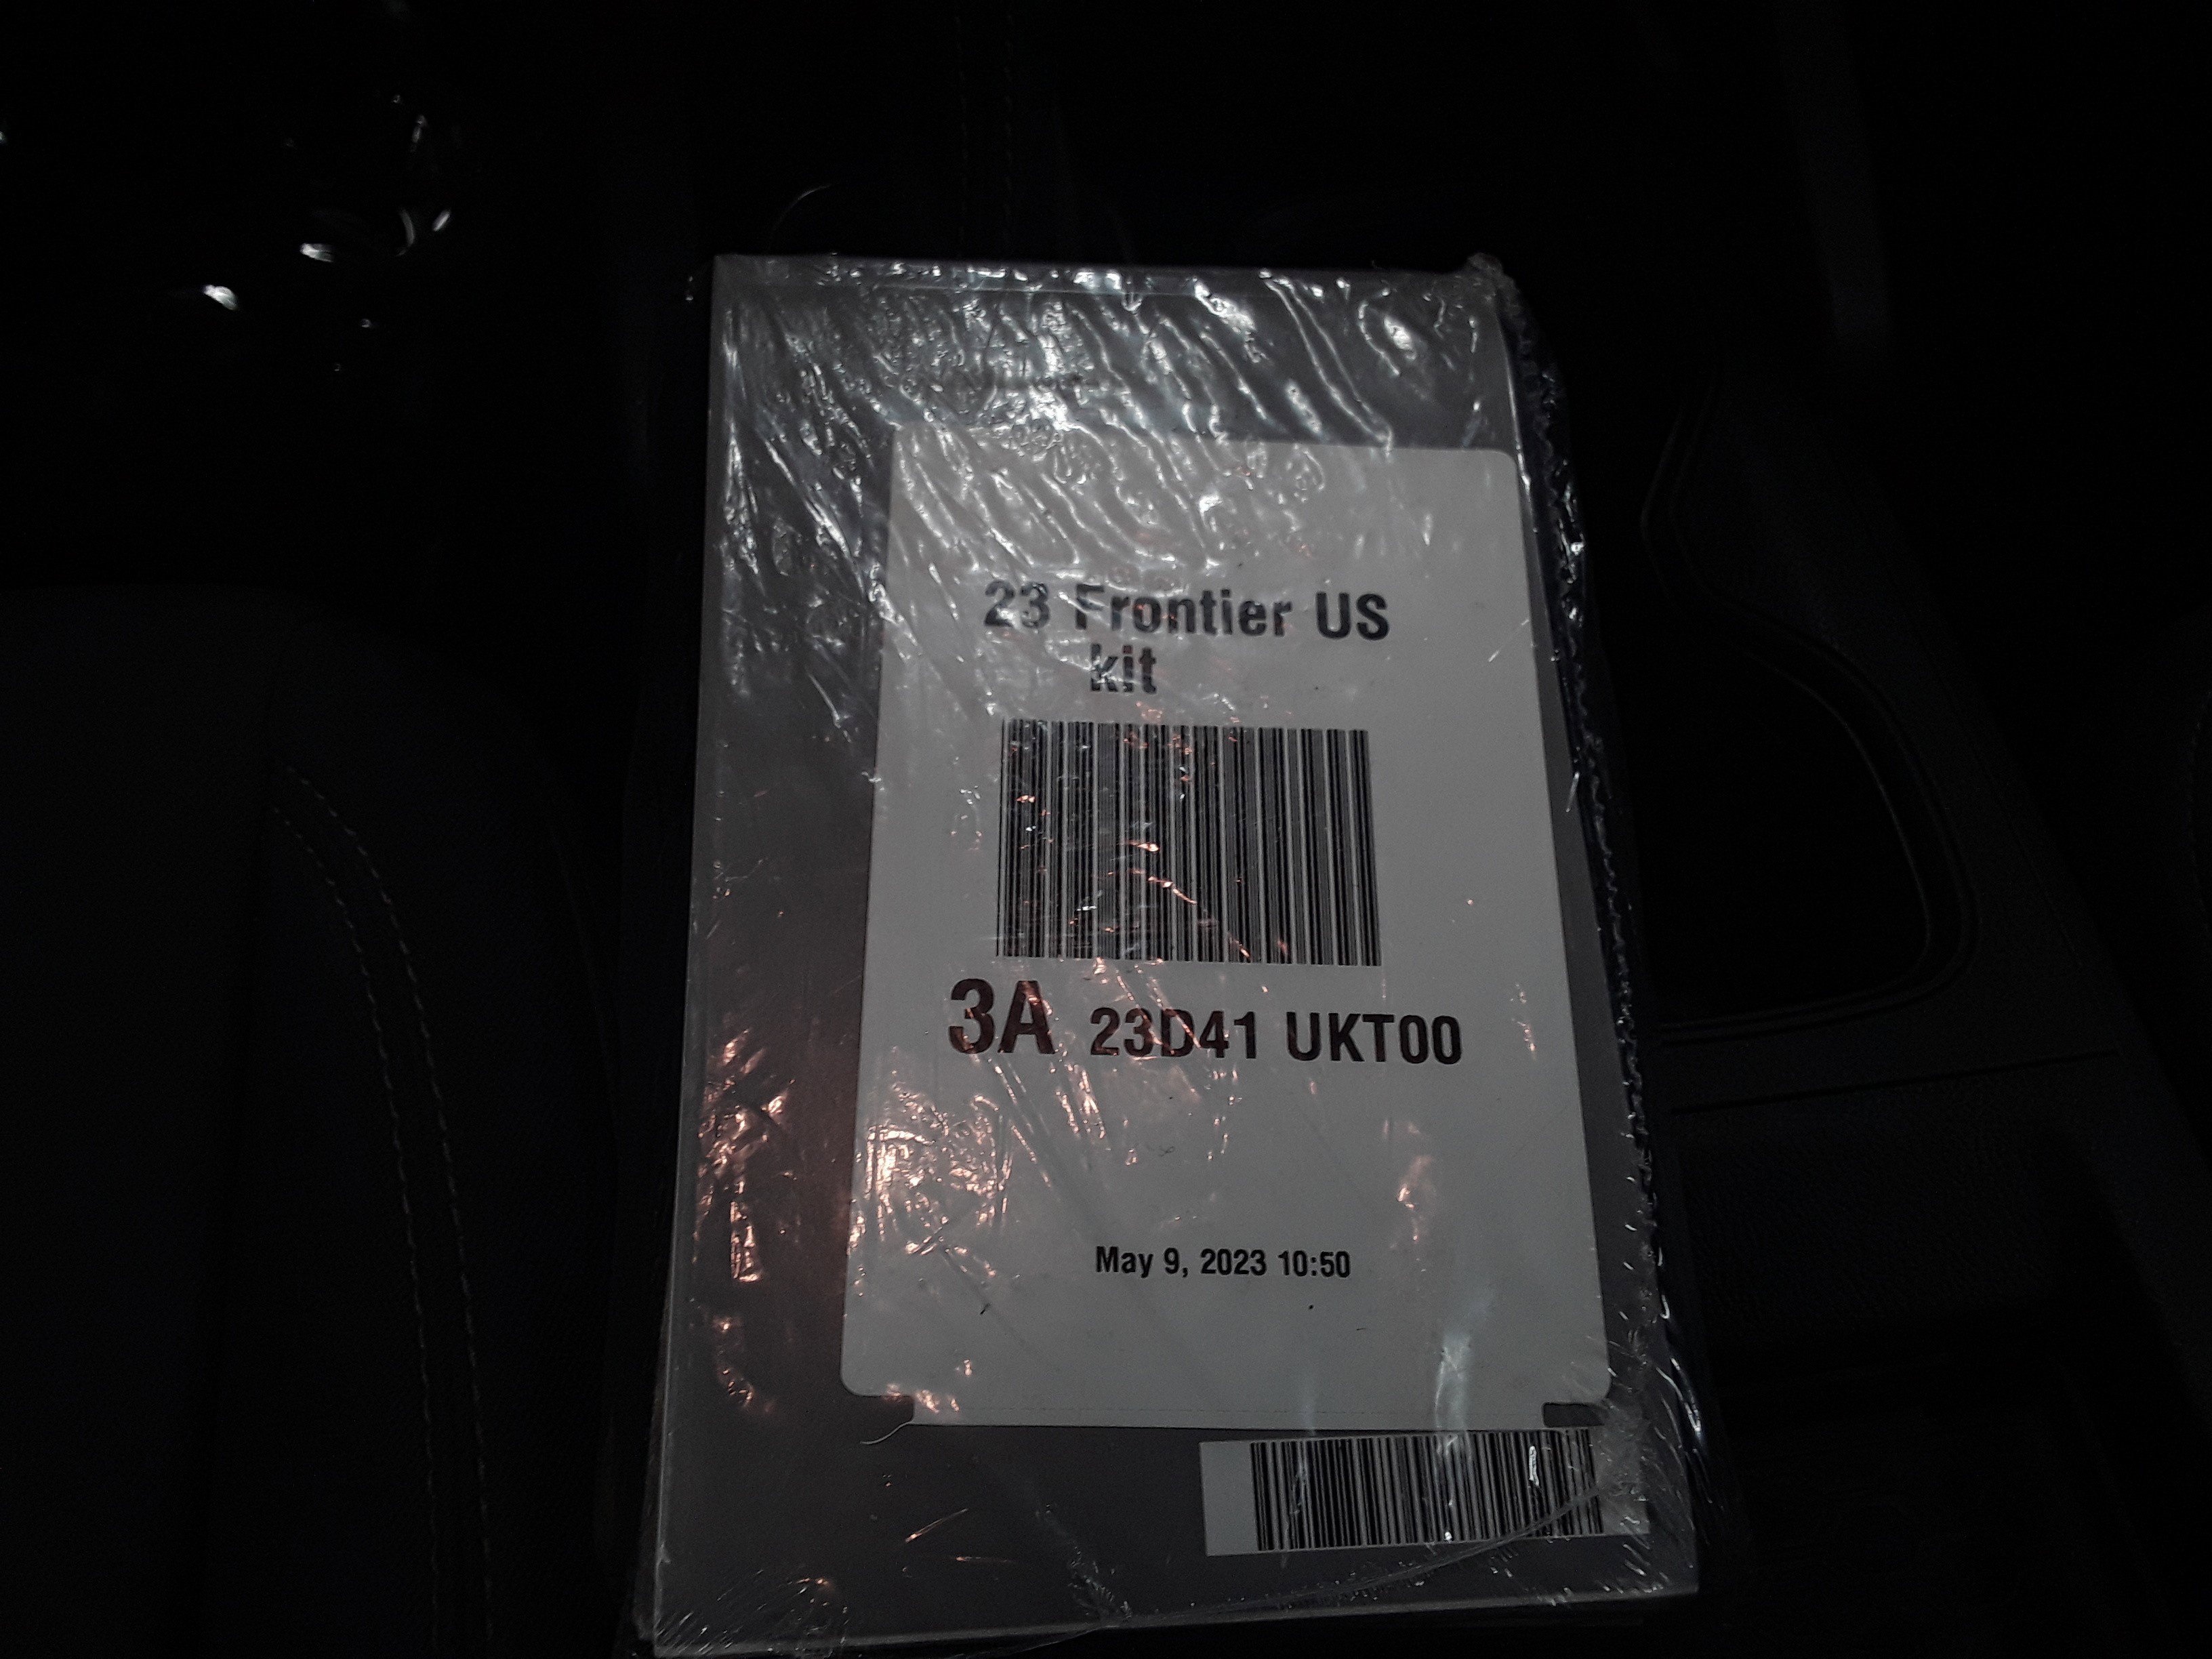 23 Frontier US
kit
3A 23D41 UKT00
May 9, 2023 10:50